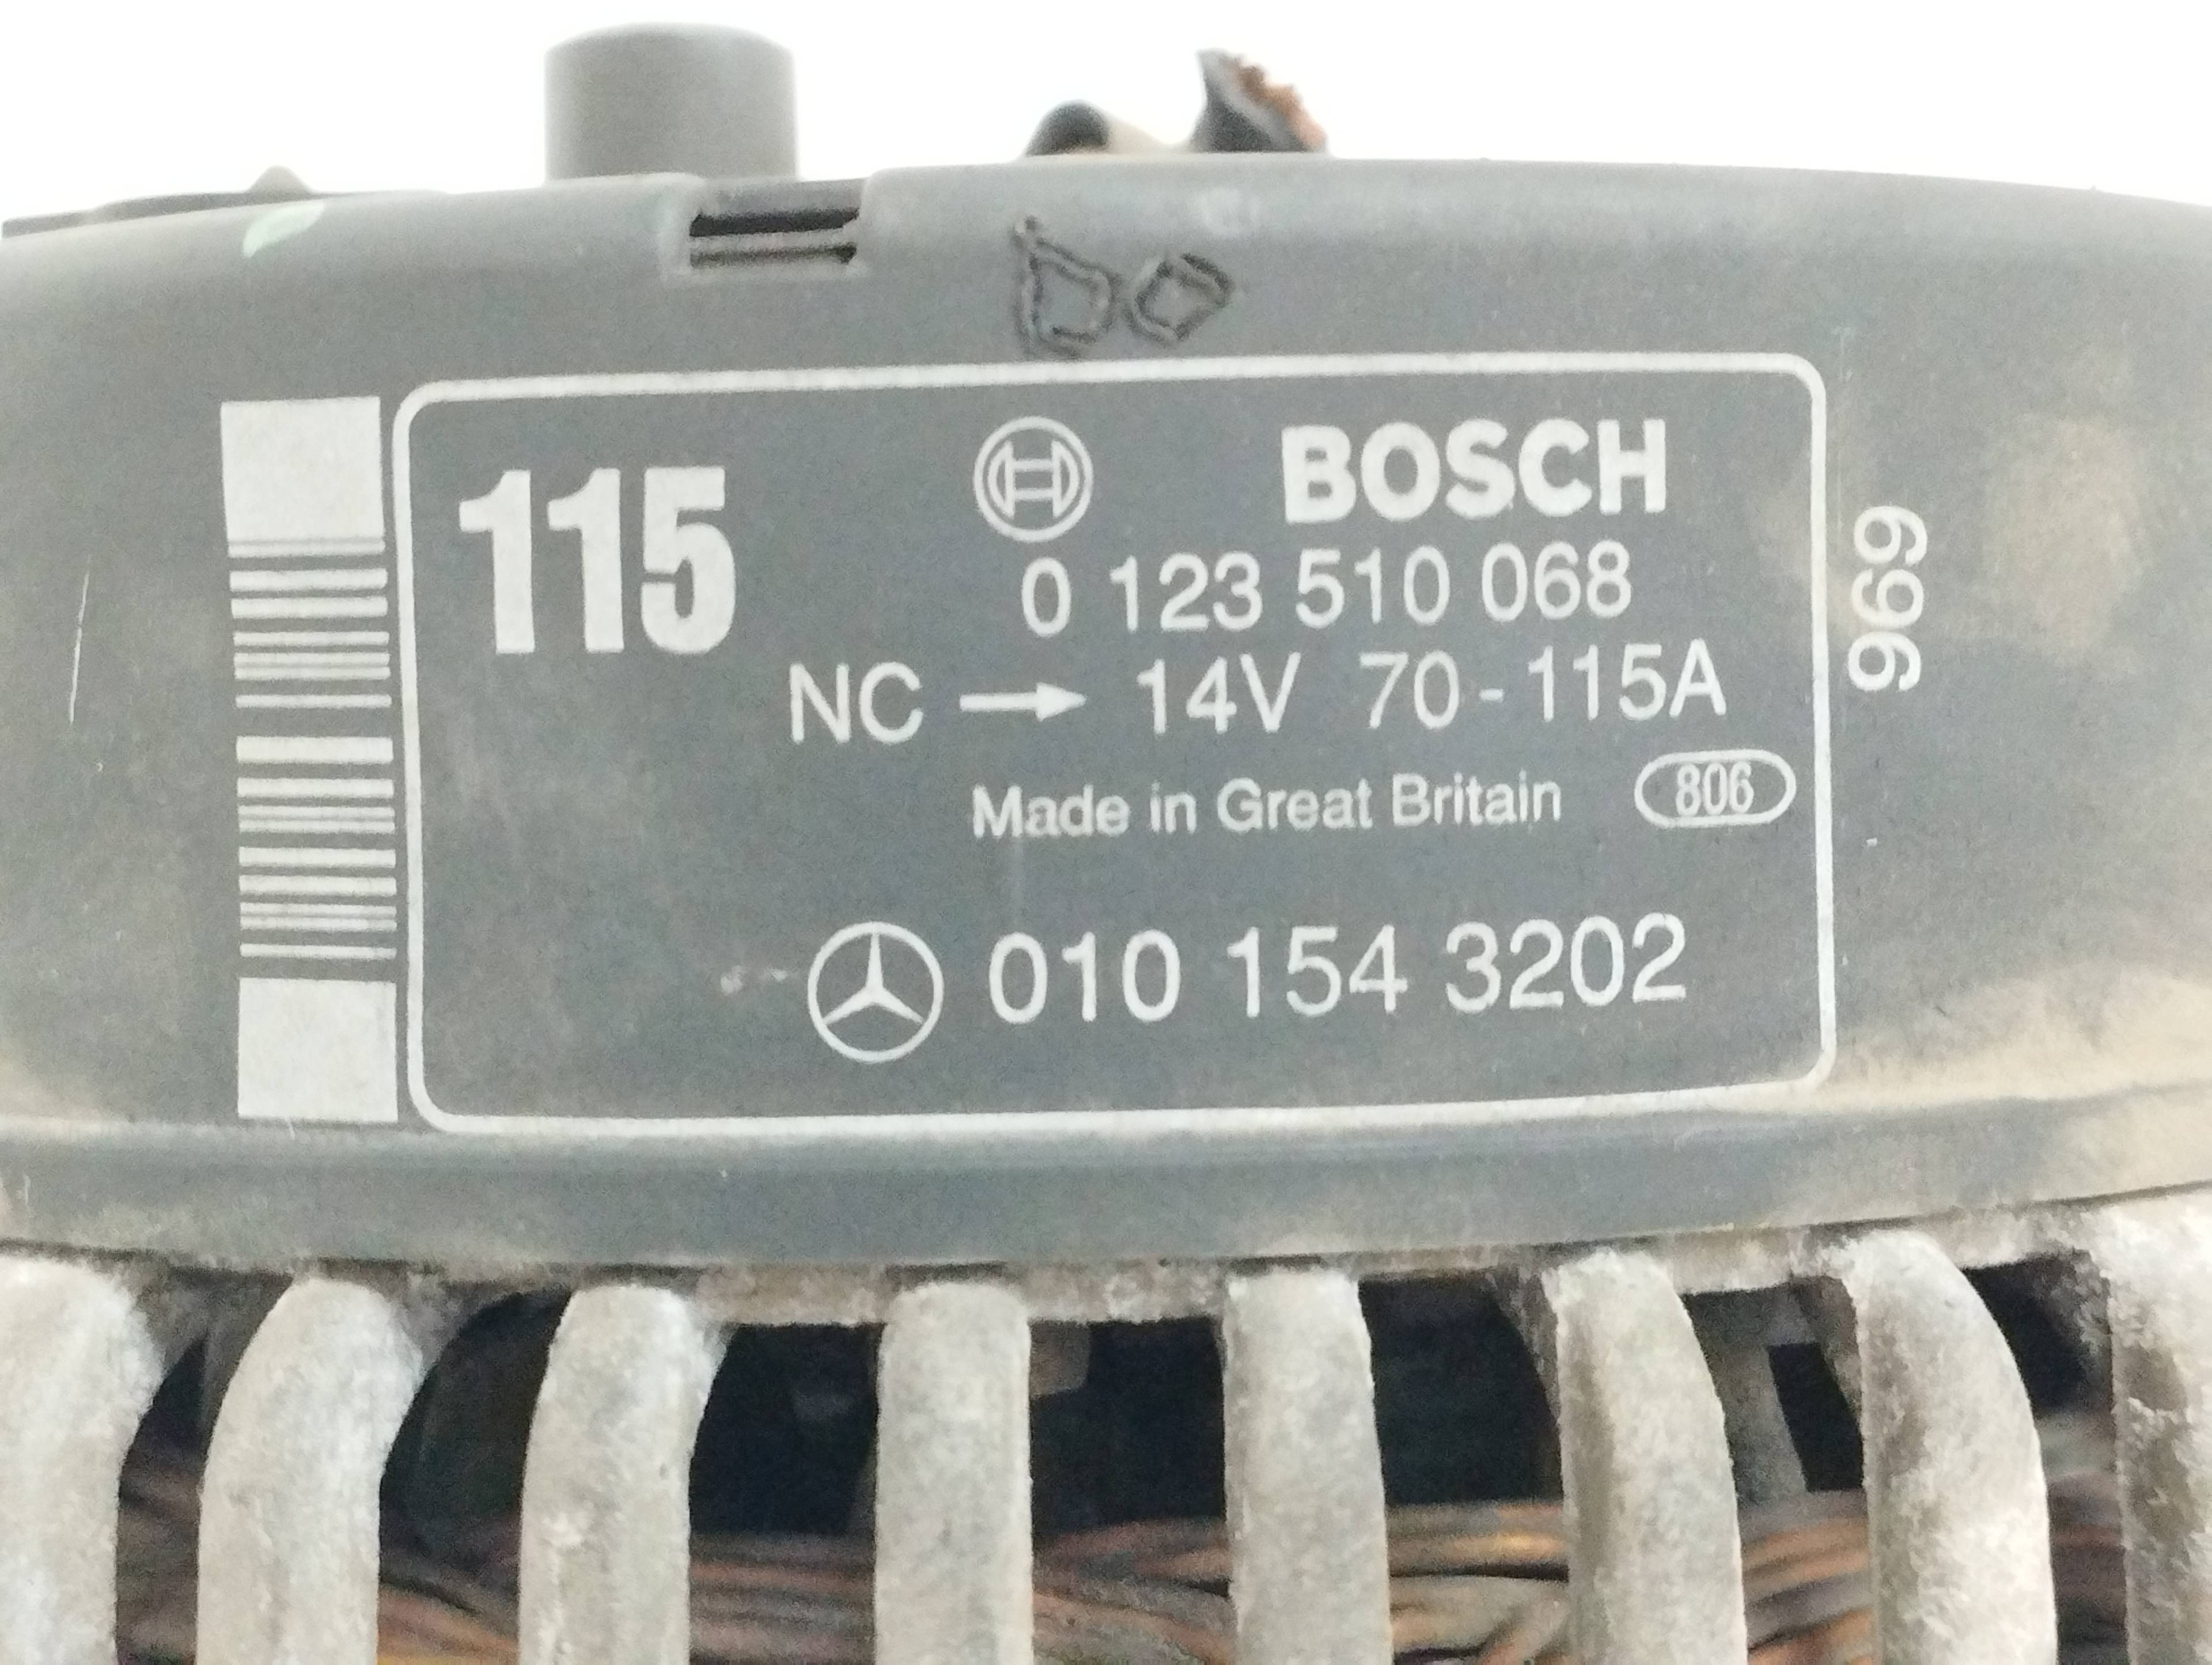 DO
115
BOSCH
0 123 510 068
NC → 14V 70-115A
Made in Great Britain 806
010 154 3202
969